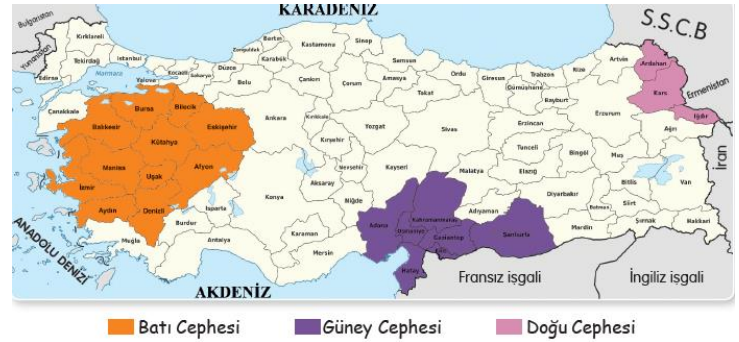 KARADENİZ
Bulgaristan
S.S.C.B
Yunanistan
Kırklareli
Tekirdağ
Edirne
Istanbul
Marmara
Yalova
Kocaeli
Sakarya
Düzce
Zonguldak
Bartın
Karabük
Kastamonu
Sinop
Bolu
Çankırı
Çorum
Samsun
Amasya
Tokat
Ordu
Giresun
Gümüşhane
Trabzon
Bayburt
Rize
Artvin
Ardahan
Kars
Iğdır
Ermenistan
İran
Çanakkale
Balıkesir
Bursa
Bilecik
Kütahya
Eskişehir
Manisa
Uşak
Afyon
İzmir
Aydın
Denizli
Muğla
Burdur
Isparta
Antalya
Ankara
Kırıkkale
Kırşehir
Yozgat
Sivas
Nevşehir
Kayseri
Aksaray
Niğde
Konya
Karaman
Mersin
Erzincan
Erzurum
Ağrı
Tunceli
Bingöl
Muş
Malatya
Elazığ
Bitlis
Van
Diyarbakır
Batman
Siirt
Adıyaman
Mardin
Şırnak
Hakkari
Adana
Osmaniye
Kahramanmaraş
Gaziantep
Kilis
Şanlıurfa
Hatay
ANADOLU DENİZİ
AKDENİZ
Fransız işgali
İngiliz işgali
Batı Cephesi
Güney Cephesi
Doğu Cephesi